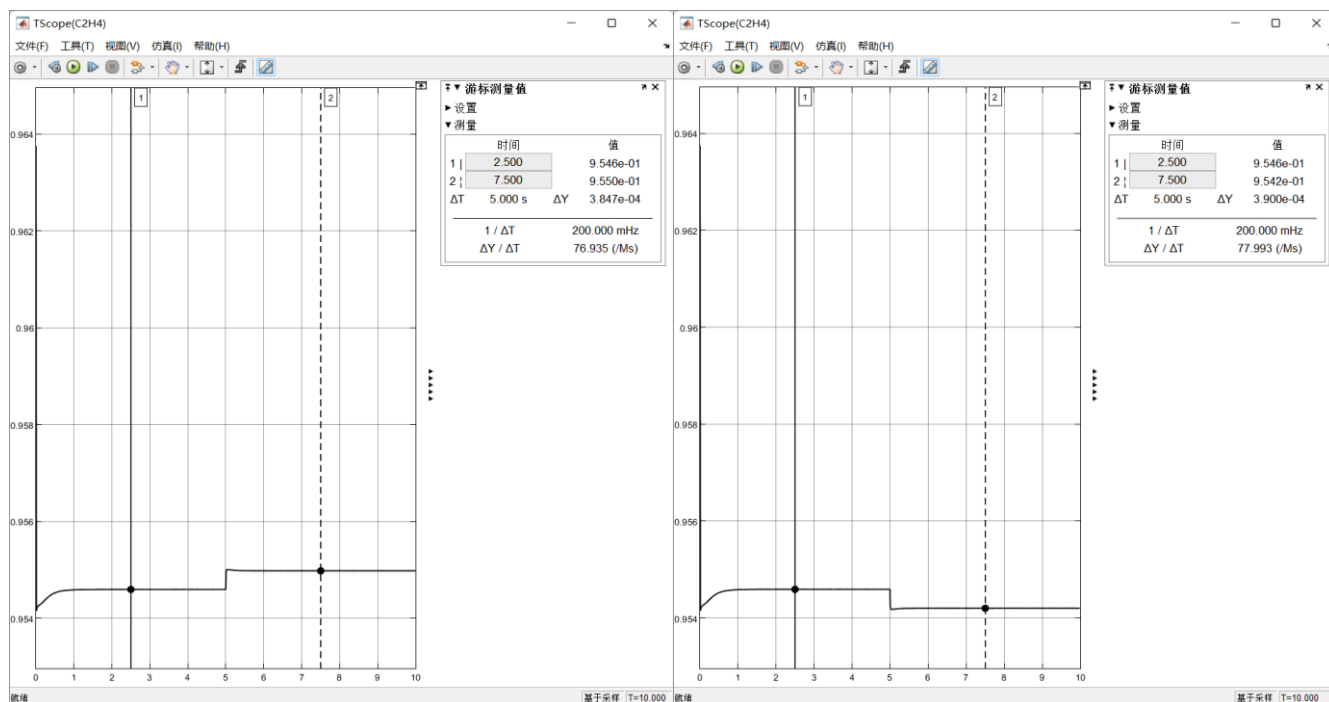 TScope(C2H4)
文件(F) 工具(T) 视图(V) 仿真(I) 帮助(H)
1
2
0.964
0.962
0.96
0.958
0.956
0.954
0 1 2 3 4 5 6 7 8 9 10
游标测量值
设置
测量
时间 值
1 | 2.500 9.546e-01
2 ¦ 7.500 9.550e-01
ΔT 5.000 s ΔY 3.847e-04
1 / ΔT 200.000 mHz
ΔY / ΔT 76.935 (/Ms)
就绪
基于采样 T=10.000
TScope(C2H4)
文件(F) 工具(T) 视图(V) 仿真(I) 帮助(H)
1
2
0.964
0.962
0.96
0.958
0.956
0.954
0 1 2 3 4 5 6 7 8 9 10
游标测量值
设置
测量
时间 值
1 | 2.500 9.546e-01
2 ¦ 7.500 9.542e-01
ΔT 5.000 s ΔY 3.900e-04
1 / ΔT 200.000 mHz
ΔY / ΔT 77.993 (/Ms)
就绪
基于采样 T=10.000